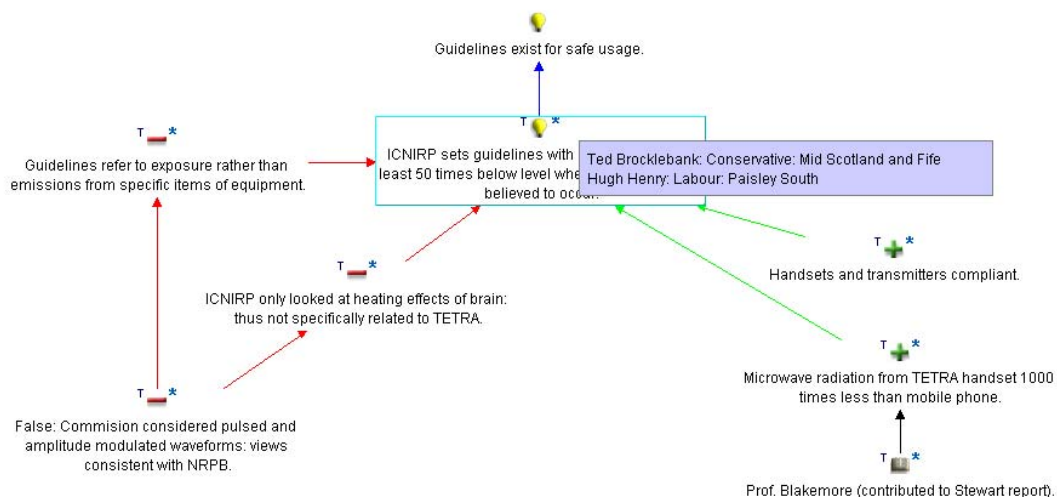 Guidelines exist for safe usage.
T *
T *
ICNIRP sets guidelines with
least 50 times below level whe
believed to occur.
Ted Brocklebank: Conservative: Mid Scotland and Fife
Hugh Henry: Labour: Paisley South
Guidelines refer to exposure rather than
emissions from specific items of equipment.
T *
Handsets and transmitters compliant.
T *
ICNIRP only looked at heating effects of brain:
thus not specifically related to TETRA.
T *
Microwave radiation from TETRA handset 1000
times less than mobile phone.
T *
False: Commision considered pulsed and
amplitude modulated waveforms: views
consistent with NRPB.
T *
Prof. Blakemore (contributed to Stewart report).